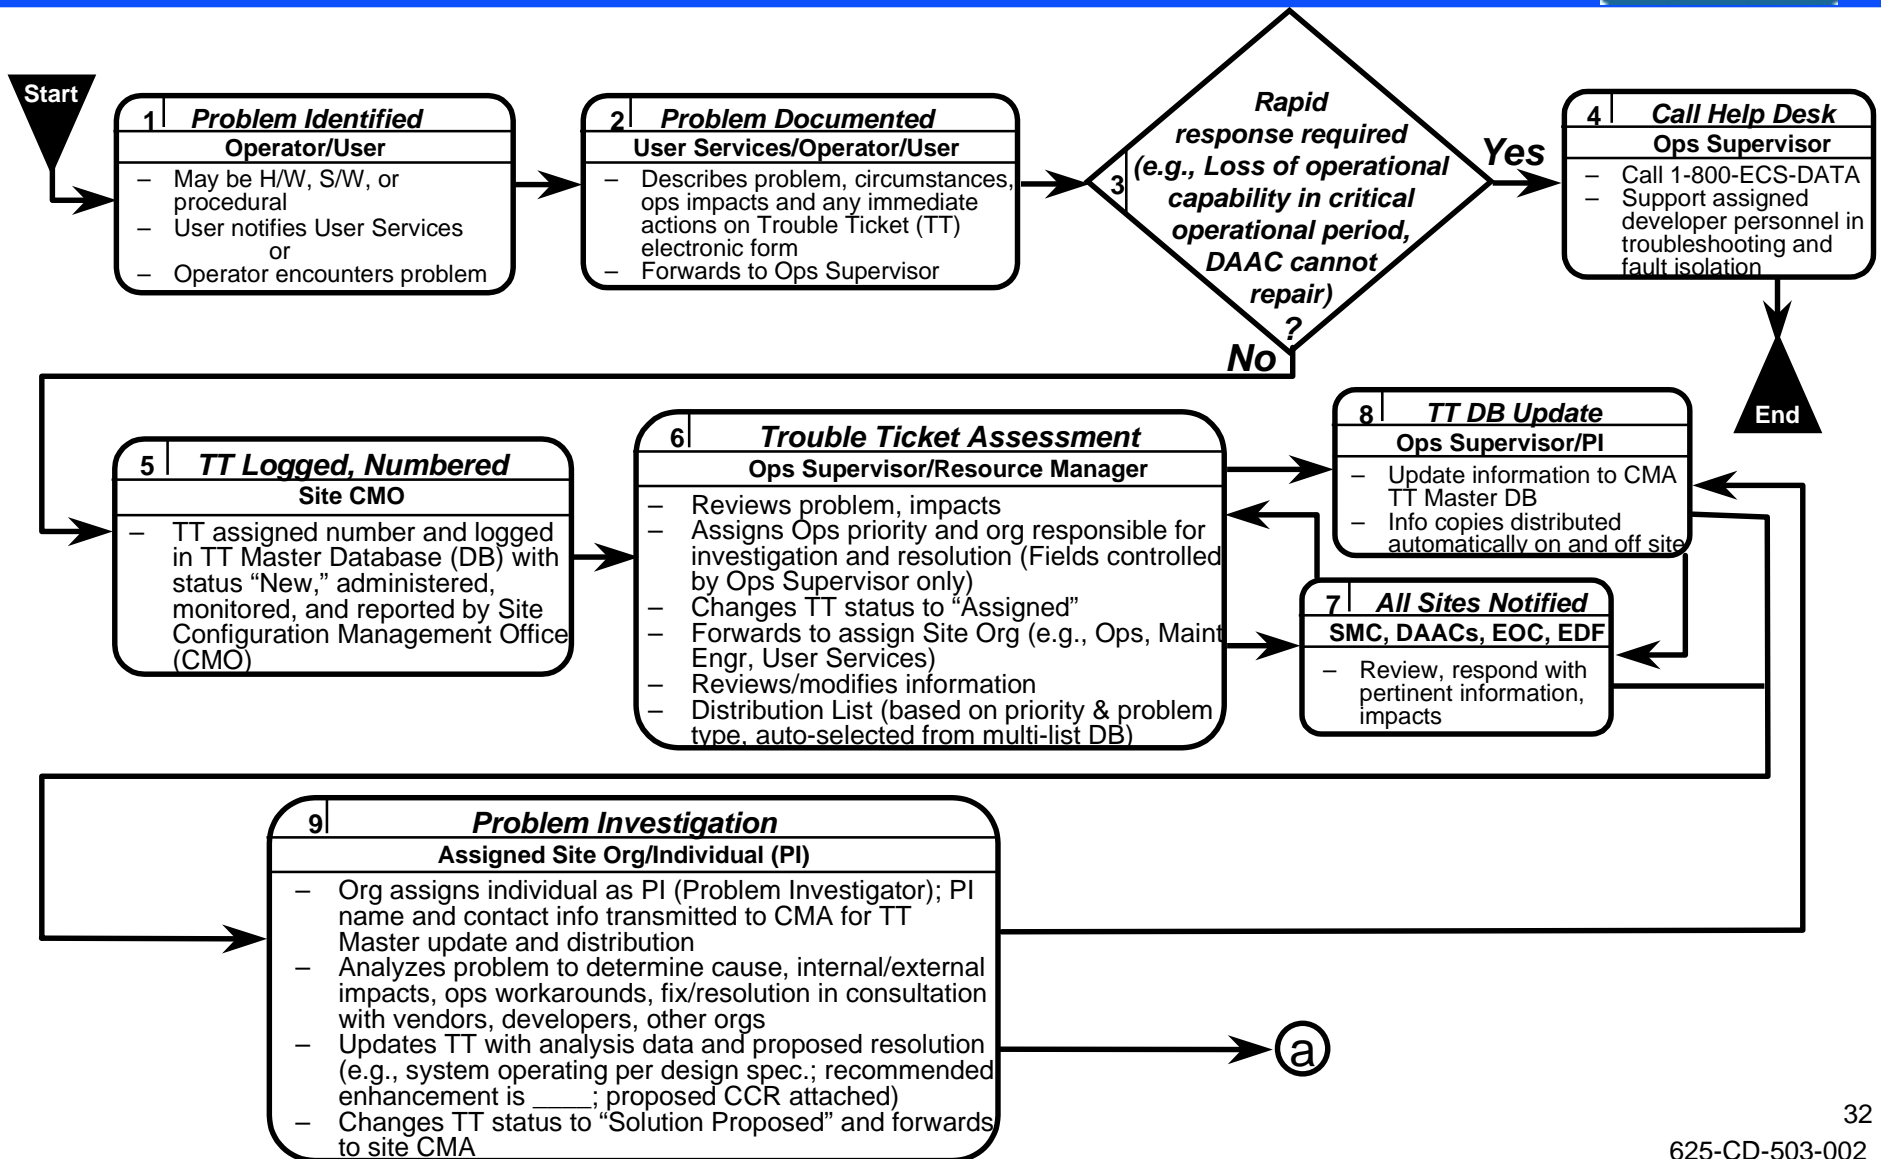 Start
1 Problem Identified
Operator/User
– May be H/W, S/W, or
procedural
– User notifies User Services
or
– Operator encounters problem
2 Problem Documented
User Services/Operator/User
– Describes problem, circumstances,
ops impacts and any immediate
actions on Trouble Ticket (TT)
electronic form
– Forwards to Ops Supervisor
3
Rapid
response required
(e.g., Loss of operational
capability in critical
operational period,
DAAC cannot
repair)
?
Yes
No
4 Call Help Desk
Ops Supervisor
– Call 1-800-ECS-DATA
– Support assigned
developer personnel in
troubleshooting and
fault isolation
End
5 TT Logged, Numbered
Site CMO
– TT assigned number and logged
in TT Master Database (DB) with
status “New,” administered,
monitored, and reported by Site
Configuration Management Office
(CMO)
6 Trouble Ticket Assessment
Ops Supervisor/Resource Manager
– Reviews problem, impacts
– Assigns Ops priority and org responsible for
investigation and resolution (Fields controlled
by Ops Supervisor only)
– Changes TT status to “Assigned”
– Forwards to assign Site Org (e.g., Ops, Maint
Engr, User Services)
– Reviews/modifies information
– Distribution List (based on priority & problem
type, auto-selected from multi-list DB)
8 TT DB Update
Ops Supervisor/PI
– Update information to CMA
TT Master DB
– Info copies distributed
automatically on and off site
7 All Sites Notified
SMC, DAACs, EOC, EDF
– Review, respond with
pertinent information,
impacts
9 Problem Investigation
Assigned Site Org/Individual (PI)
– Org assigns individual as PI (Problem Investigator); PI
name and contact info transmitted to CMA for TT
Master update and distribution
– Analyzes problem to determine cause, internal/external
impacts, ops workarounds, fix/resolution in consultation
with vendors, developers, other orgs
– Updates TT with analysis data and proposed resolution
(e.g., system operating per design spec.; recommended
enhancement is ____; proposed CCR attached)
– Changes TT status to “Solution Proposed” and forwards
to site CMA
a
32
625-CD-503-002